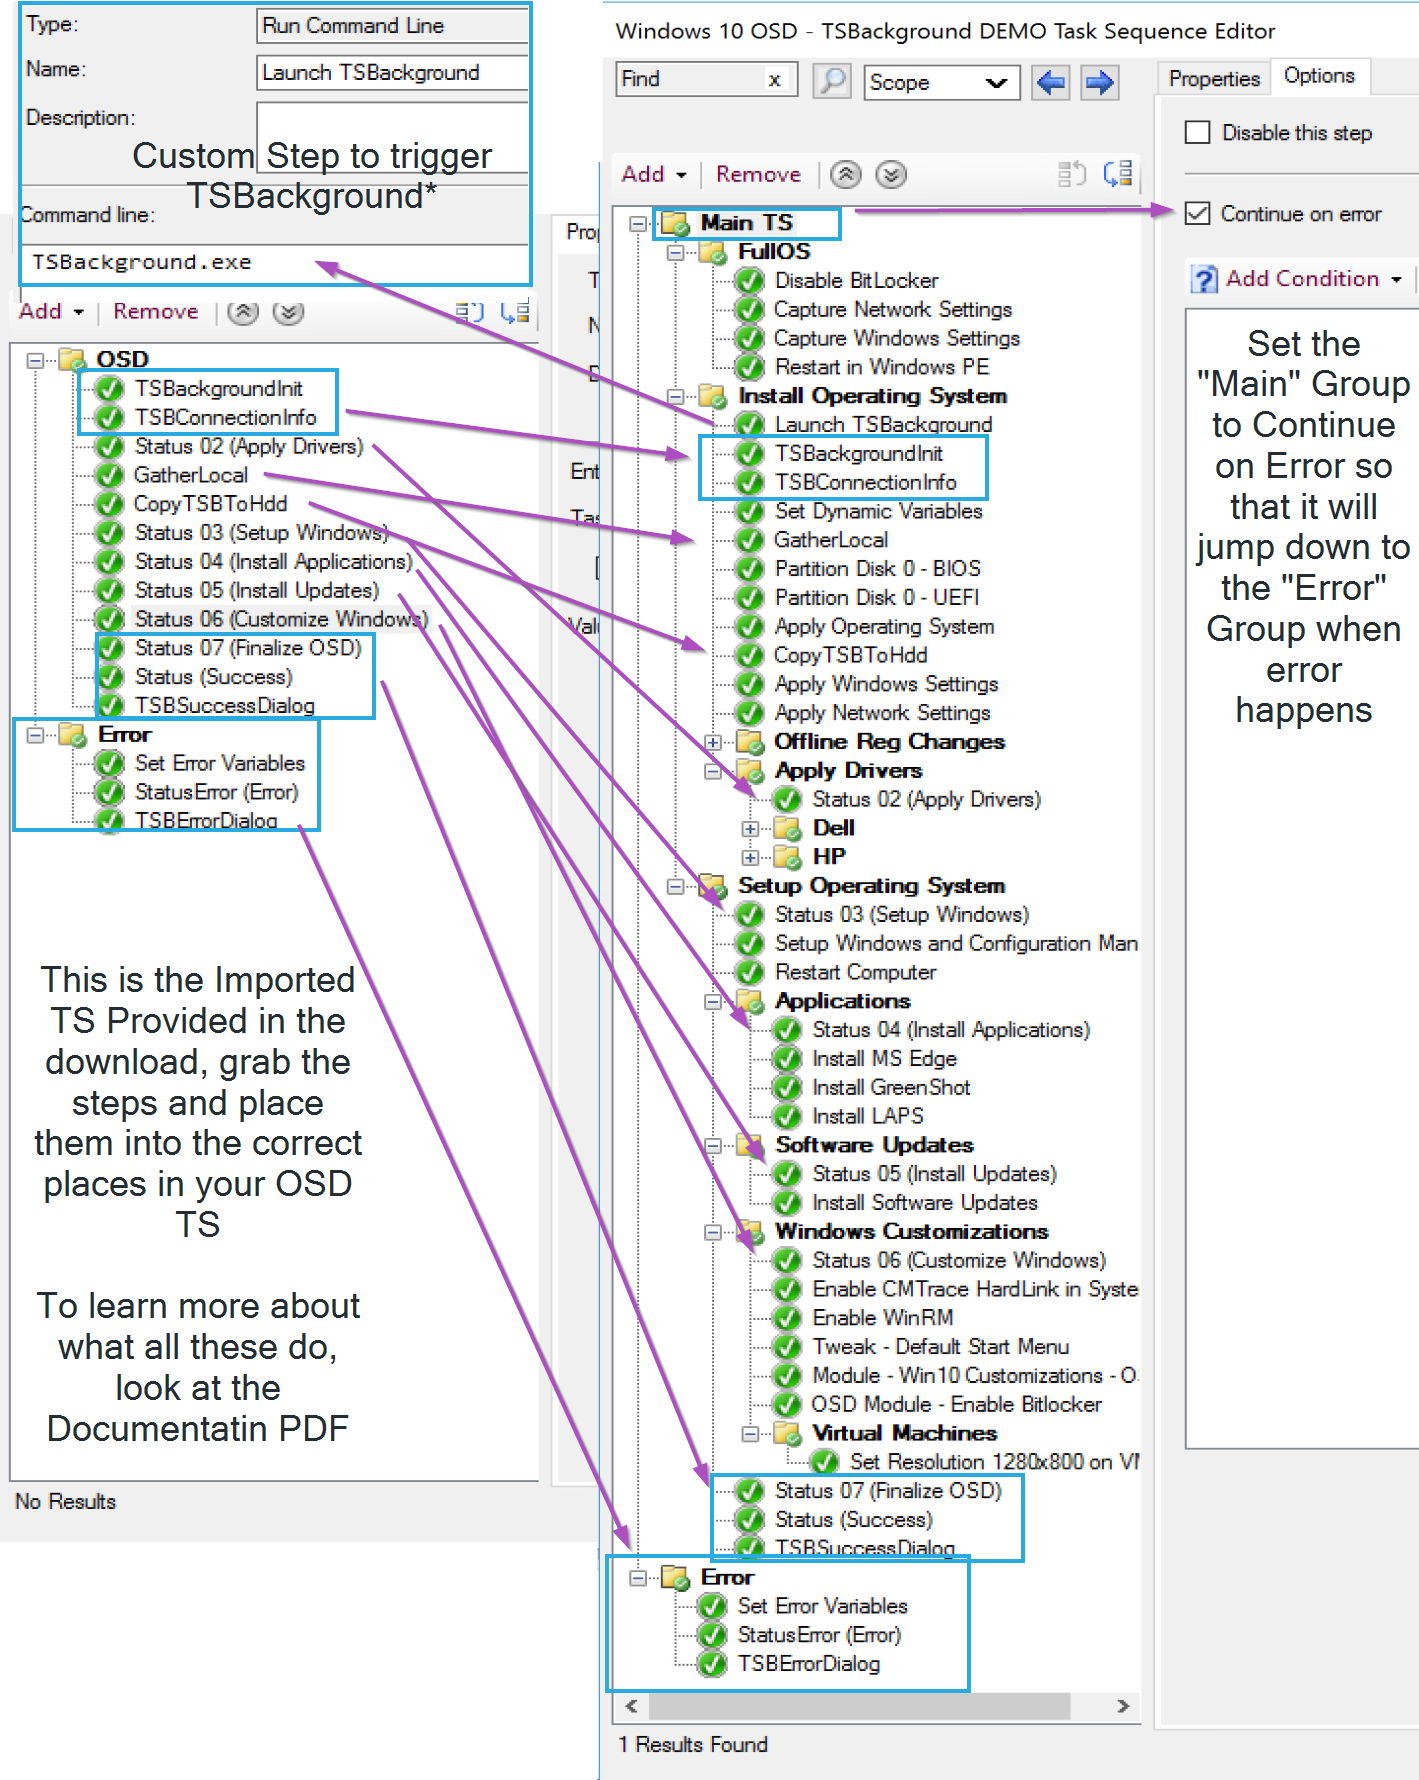 Type:
Run Command Line
Name:
Launch TSBackground
Description:
Custom Step to trigger
TSBackground*
Command line:
TSBackground.exe
Add
Remove
OSD
TSBackgroundInit
TSBConnectionInfo
Status 02 (Apply Drivers)
GatherLocal
CopyTSBToHdd
Status 03 (Setup Windows)
Status 04 (Install Applications)
Status 05 (Install Updates)
Status 06 (Customize Windows)
Status 07 (Finalize OSD)
Status (Success)
TSBSuccessDialog
Error
Set Error Variables
StatusError (Error)
TSBErrorDialog
This is the Imported
TS Provided in the
download, grab the
steps and place
them into the correct
places in your OSD
TS
To learn more about
what all these do,
look at the
Documentatin PDF
No Results
Windows 10 OSD - TSBackground DEMO Task Sequence Editor
Find
x
Scope
Add
Remove
Main TS
FullOS
Disable BitLocker
Capture Network Settings
Capture Windows Settings
Restart in Windows PE
Install Operating System
Launch TSBackground
TSBackgroundInit
TSBConnectionInfo
Set Dynamic Variables
GatherLocal
Partition Disk 0 - BIOS
Partition Disk 0 - UEFI
Apply Operating System
CopyTSBToHdd
Apply Windows Settings
Apply Network Settings
Offline Reg Changes
Apply Drivers
Status 02 (Apply Drivers)
Dell
HP
Setup Operating System
Status 03 (Setup Windows)
Setup Windows and Configuration Man
Restart Computer
Applications
Status 04 (Install Applications)
Install MS Edge
Install GreenShot
Install LAPS
Software Updates
Status 05 (Install Updates)
Install Software Updates
Windows Customizations
Status 06 (Customize Windows)
Enable CMTrace HardLink in Syste
Enable WinRM
Tweak - Default Start Menu
Module - Win10 Customizations - O
OSD Module - Enable Bitlocker
Virtual Machines
Set Resolution 1280x800 on VM
Status 07 (Finalize OSD)
Status (Success)
TSBSuccessDialog
Error
Set Error Variables
StatusError (Error)
TSBErrorDialog
1 Results Found
Properties
Options
Disable this step
Continue on error
Add Condition
Set the
"Main" Group
to Continue
on Error so
that it will
jump down to
the "Error"
Group when
error
happens